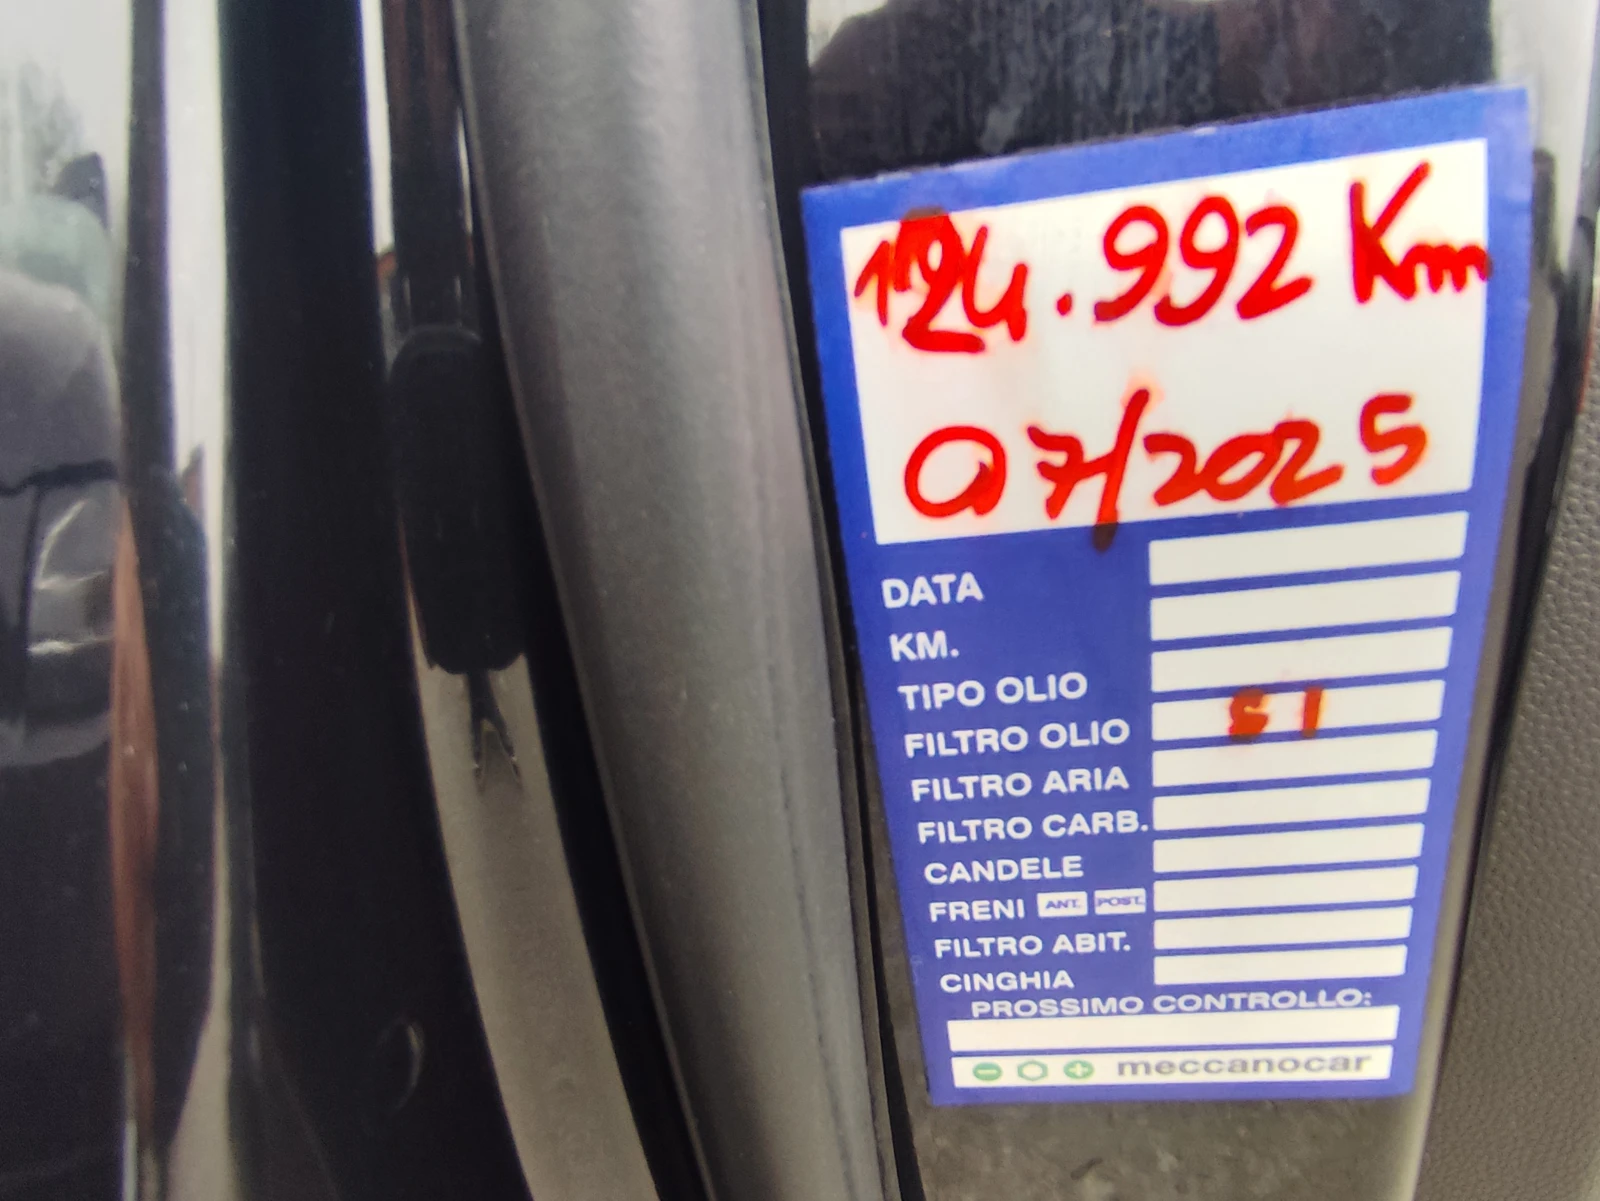 124.992 Km
07/2025
DATA
KM.
TIPO OLIO
FILTRO OLIO SI
FILTRO ARIA
FILTRO CARB.
CANDELE
FRENI ANT. POST.
FILTRO ABIT.
CINGHIA
PROSSIMO CONTROLLO:
meccanocar